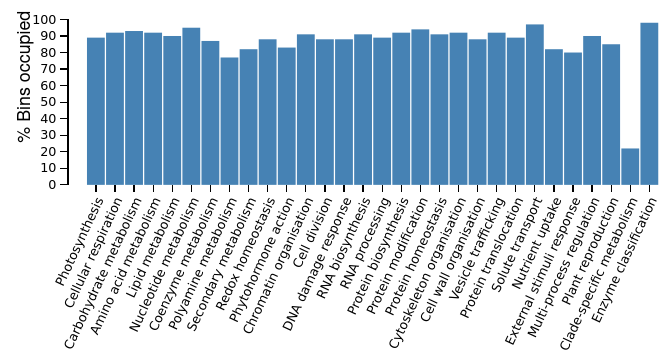 % Bins occupied
100
90
80
70
60
50
40
30
20
10
0
Photosynthesis
Cellular respiration
Carbohydrate metabolism
Amino acid metabolism
Lipid metabolism
Nucleotide metabolism
Coenzyme metabolism
Polyamine metabolism
Secondary metabolism
Redox homeostasis
Phytohormone action
Chromatin organisation
Cell division
DNA damage response
RNA biosynthesis
RNA processing
Protein biosynthesis
Protein modification
Protein homeostasis
Cytoskeleton organisation
Cell wall organisation
Vesicle trafficking
Protein translocation
Solute transport
Nutrient uptake
External stimuli response
Multi-process regulation
Plant reproduction
Clade-specific metabolism
Enzyme classification